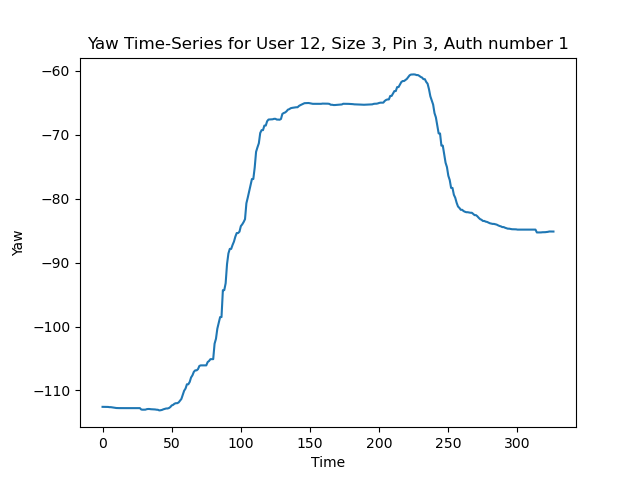 Yaw Time-Series for User 12, Size 3, Pin 3, Auth number 1
−60
−70
−80
−90
−100
−110
Yaw
0 50 100 150 200 250 300
Time